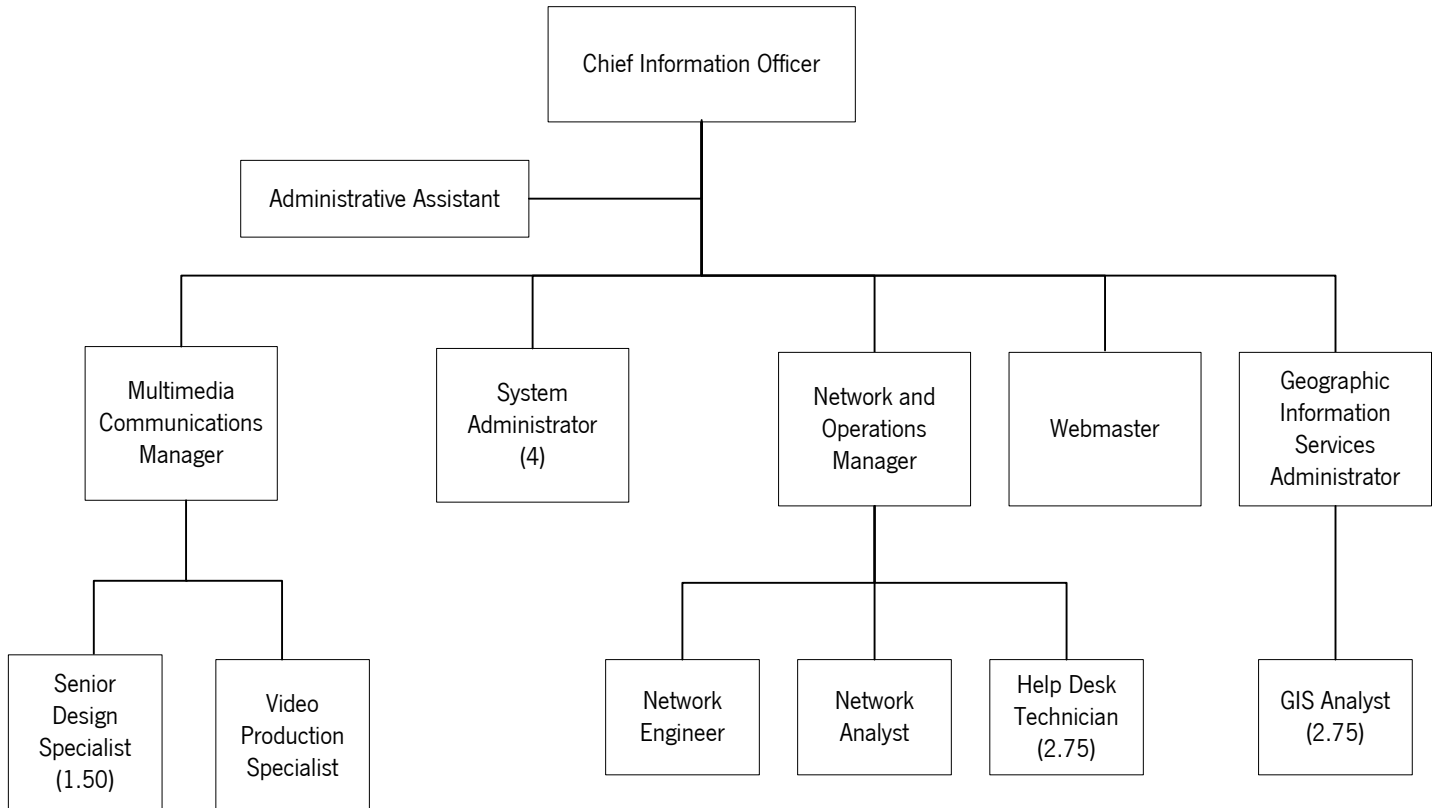 Chief Information Officer
Administrative Assistant
Multimedia
Communications
Manager
System
Administrator
(4)
Network and
Operations
Manager
Webmaster
Geographic
Information
Services
Administrator
Senior
Design
Specialist
(1.50)
Video
Production
Specialist
Network
Engineer
Network
Analyst
Help Desk
Technician
(2.75)
GIS Analyst
(2.75)